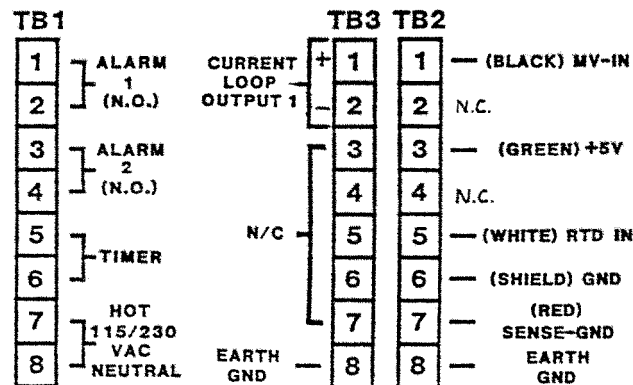 TB1
1
2
3
4
5
6
7
8
ALARM
1
(N.O.)
ALARM
2
(N.O.)
TIMER
HOT
115/230
VAC
NEUTRAL
TB3
CURRENT
LOOP
OUTPUT 1
+
−
N/C
EARTH
GND
1
2
3
4
5
6
7
8
TB2
1
2
3
4
5
6
7
8
(BLACK) MV-IN
N.C.
(GREEN) +5V
N.C.
(WHITE) RTD IN
(SHIELD) GND
(RED)
SENSE-GND
EARTH
GND